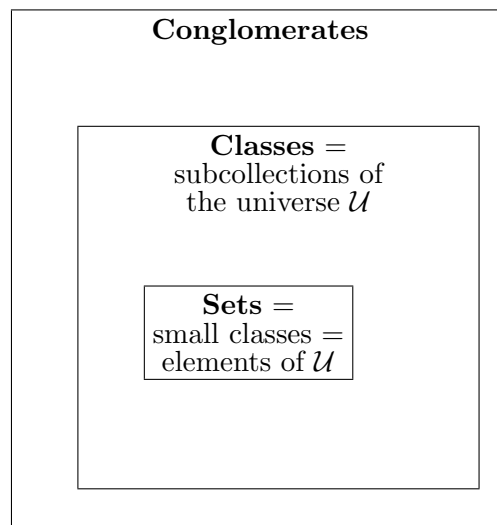 Conglomerates
Classes =
subcollections of
the universe 𝒰
Sets =
small classes =
elements of 𝒰